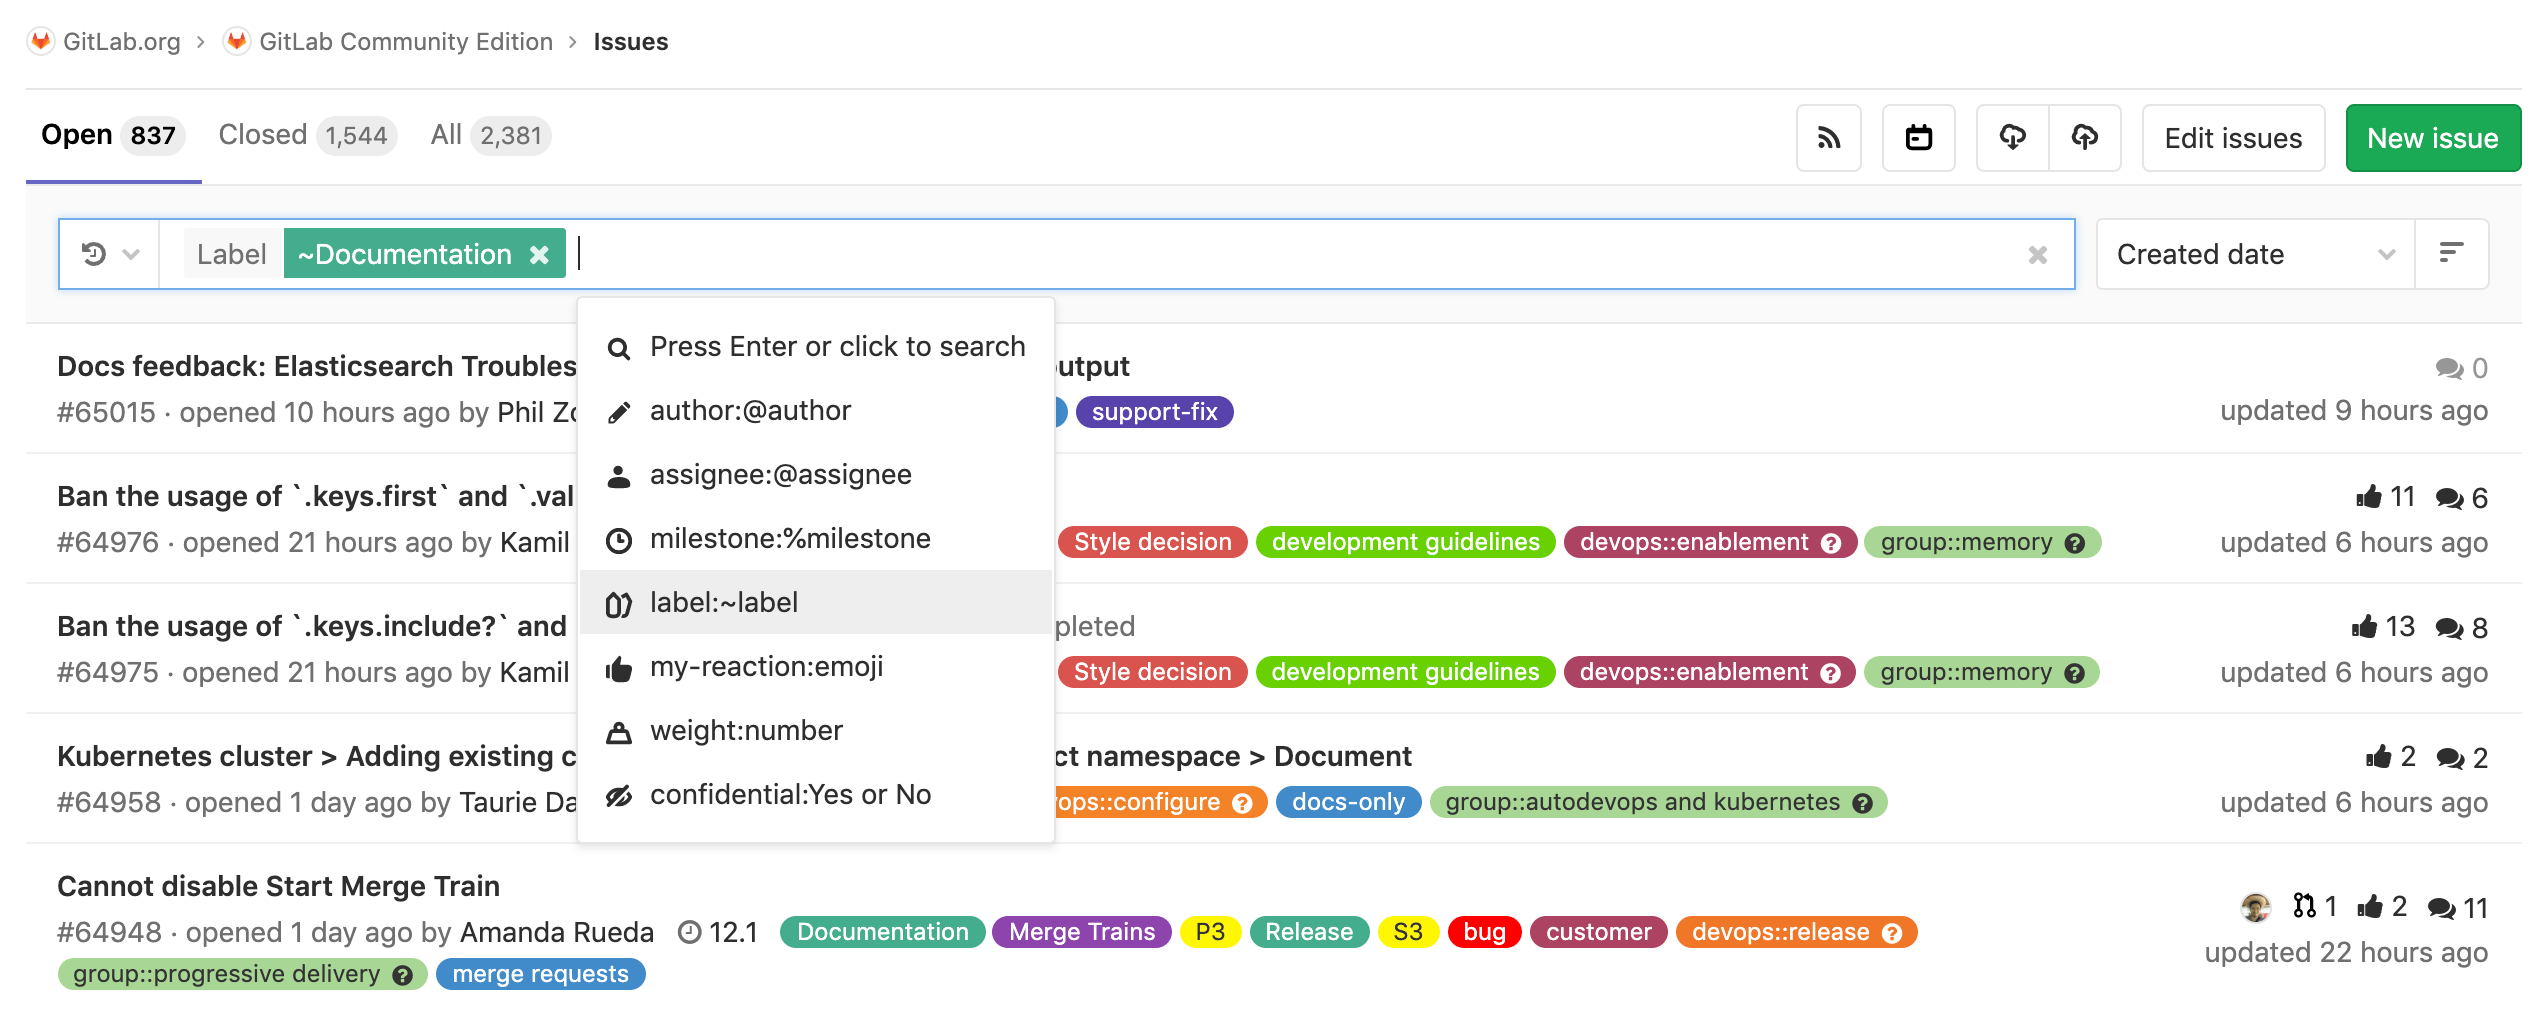 GitLab.org > GitLab Community Edition > Issues
Open 837 Closed 1,544 All 2,381
Edit issues New issue
Label ~Documentation
Created date
Press Enter or click to search
author:@author
assignee:@assignee
milestone:%milestone
label:~label
my-reaction:emoji
weight:number
confidential:Yes or No
Docs feedback: Elasticsearch Troubles utput
0
#65015 · opened 10 hours ago by Phil support-fix
updated 9 hours ago
Ban the usage of `.keys.first` and `.val
11 6
#64976 · opened 21 hours ago by Kamil Style decision development guidelines devops::enablement ? group::memory ?
updated 6 hours ago
Ban the usage of `.keys.include?` and pleted
13 8
#64975 · opened 21 hours ago by Kamil Style decision development guidelines devops::enablement ? group::memory ?
updated 6 hours ago
Kubernetes cluster > Adding existing c ct namespace > Document
2 2
#64958 · opened 1 day ago by Taurie Da ops::configure ? docs-only group::autodevops and kubernetes ?
updated 6 hours ago
Cannot disable Start Merge Train
1 2 11
#64948 · opened 1 day ago by Amanda Rueda 12.1 Documentation Merge Trains P3 Release S3 bug customer devops::release ?
updated 22 hours ago
group::progressive delivery ? merge requests